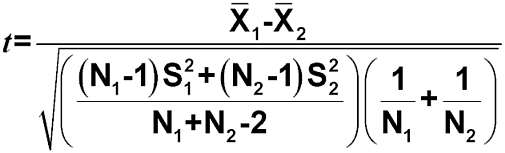 t = (X̄₁-X̄₂) / √( ( ((N₁-1)S₁²+(N₂-1)S₂²) / (N₁+N₂-2) ) ( 1/N₁ + 1/N₂ ) )